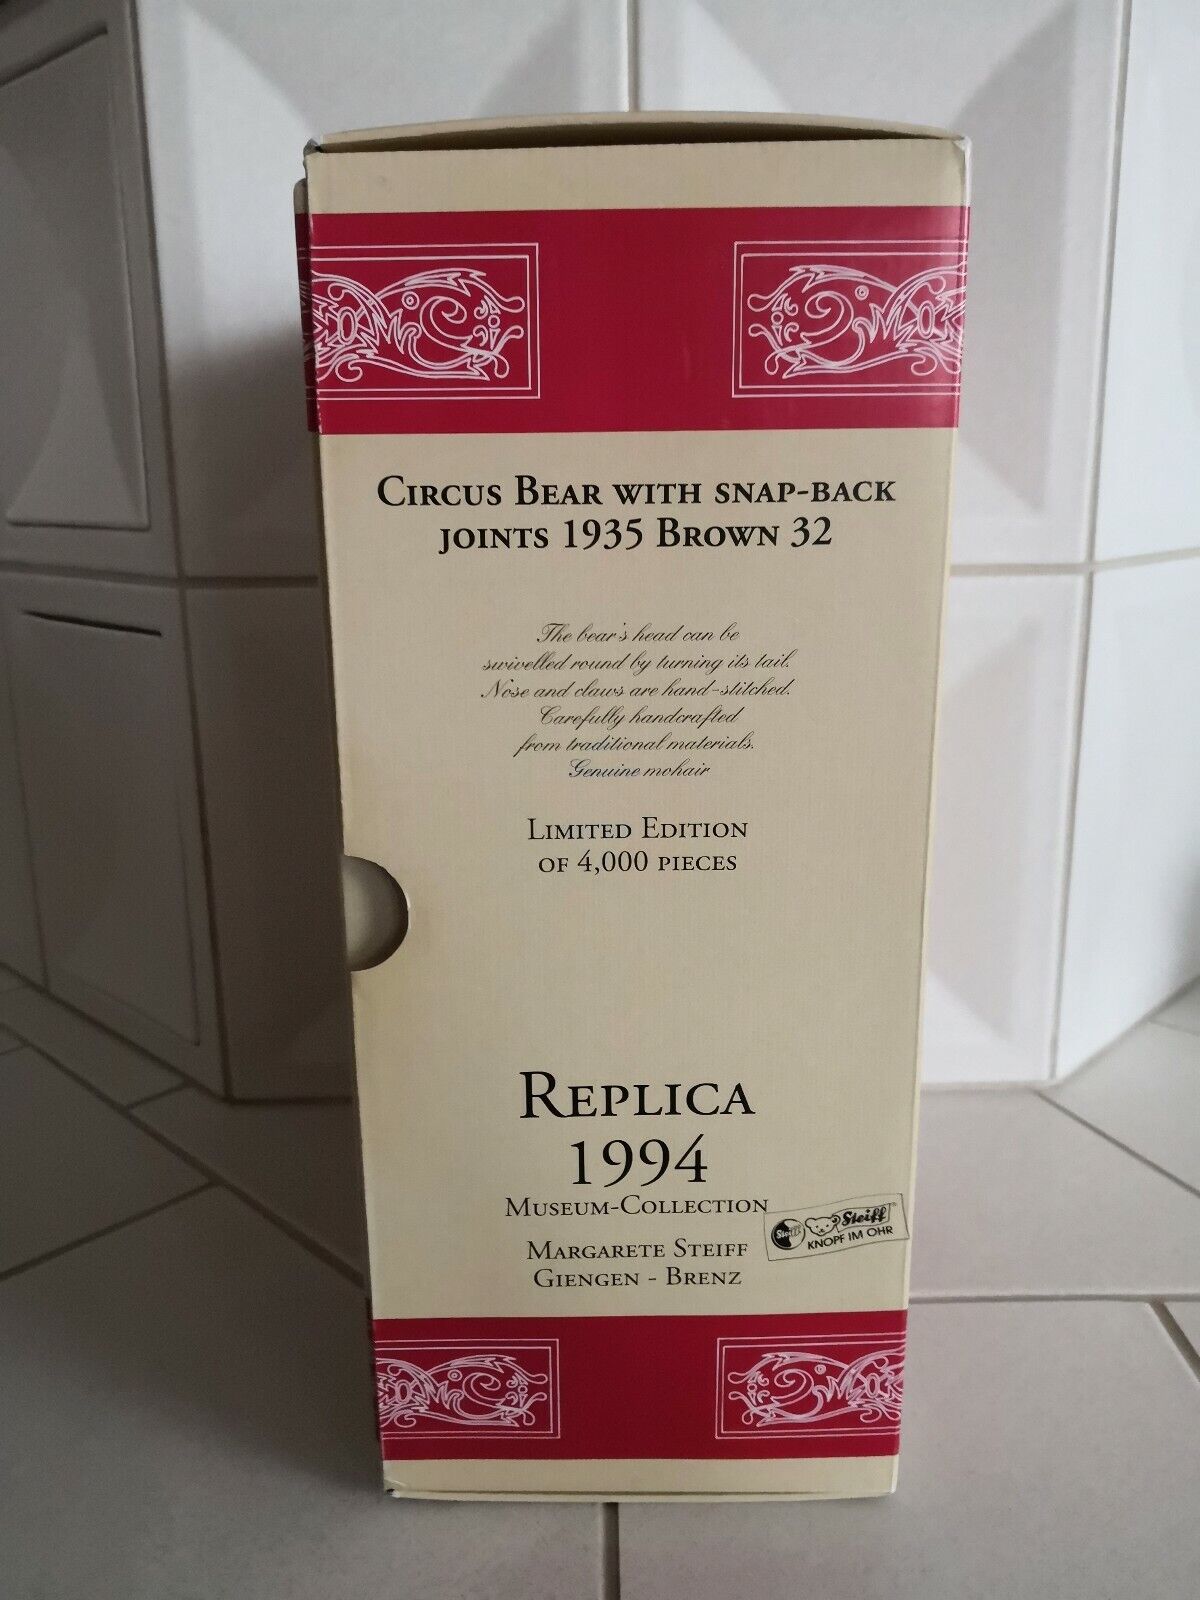 CIRCUS BEAR WITH SNAP-BACK
JOINTS 1935 BROWN 32
The bear's head can be
swivelled round by turning its tail.
Nose and claws are hand-stitched.
Carefully handcrafted
from traditional materials.
Genuine mohair
LIMITED EDITION
OF 4,000 PIECES
REPLICA
1994
MUSEUM-COLLECTION
Steiff
Steiff
KNOPF IM OHR
MARGARETE STEIFF
GIENGEN - BRENZ